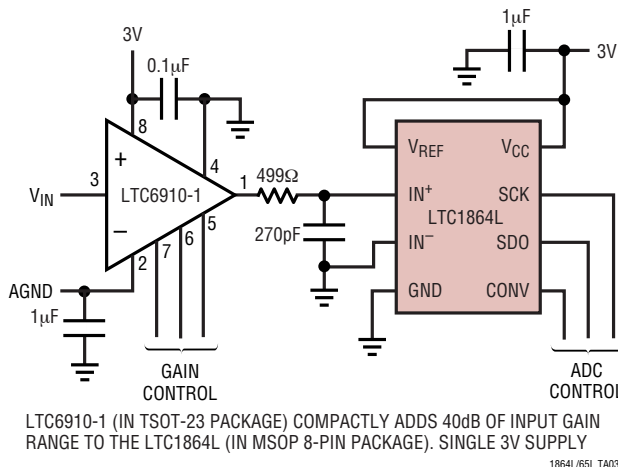 1µF
3V
3V
0.1µF
8
4
+
VREF
VCC
VIN
3
LTC6910-1
1
499Ω
IN+
SCK
LTC1864L
–
5
6
7
2
270pF
IN–
SDO
AGND
GND
CONV
1µF
GAIN
CONTROL
ADC
CONTROL
LTC6910-1 (IN TSOT-23 PACKAGE) COMPACTLY ADDS 40dB OF INPUT GAIN
RANGE TO THE LTC1864L (IN MSOP 8-PIN PACKAGE). SINGLE 3V SUPPLY
1864L/65L TA03